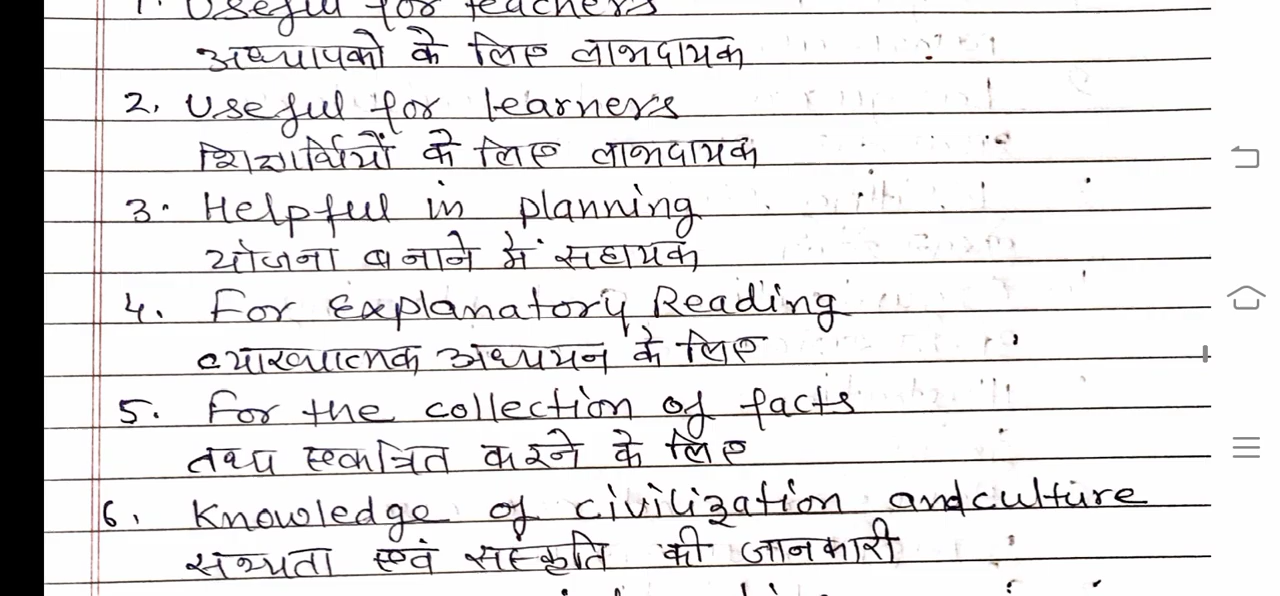 1. Useful for teachers
अध्यापको के लिए लाभदायक
2. Useful for learners
शिक्षार्थियों के लिए लाभदायक
3. Helpful in planning
योजना बनाने में सहायक
4. For Explanatory Reading
व्याख्यात्मक अध्ययन के लिए
5. For the collection of facts
तथ्य एकत्रित करने के लिए
6. Knowledge of civilization and culture
सभ्यता एवं संस्कृति की जानकारी